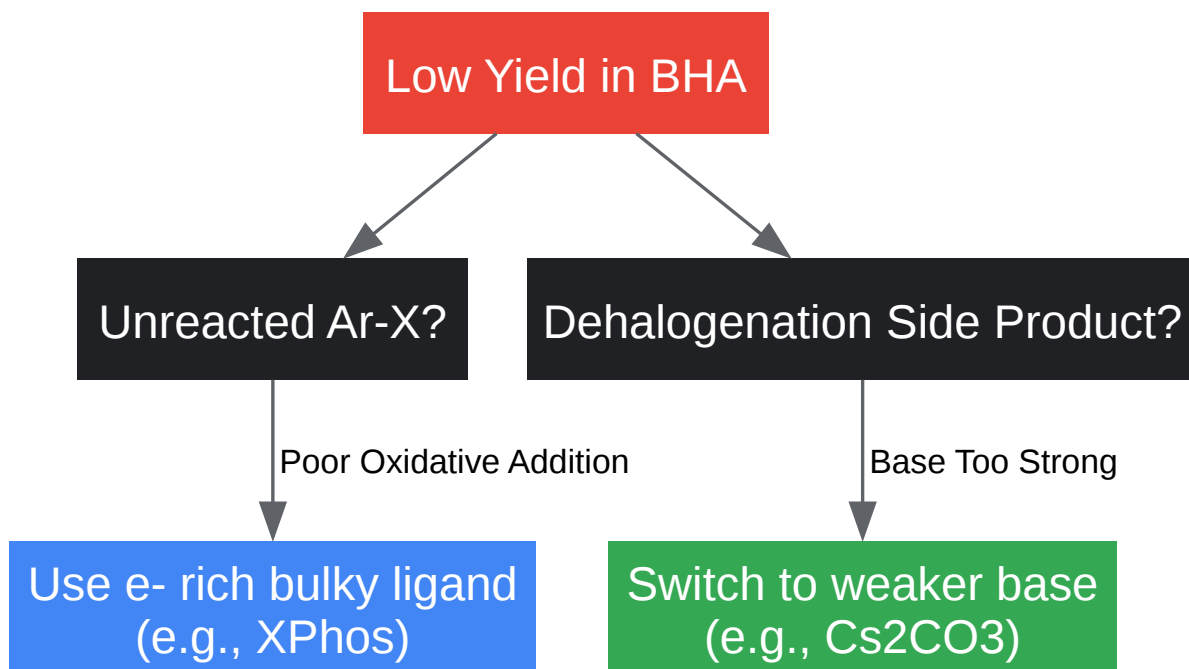 Low Yield in BHA
Unreacted Ar-X?
Dehalogenation Side Product?
Poor Oxidative Addition
Base Too Strong
Use e- rich bulky ligand
(e.g., XPhos)
Switch to weaker base
(e.g., Cs2CO3)